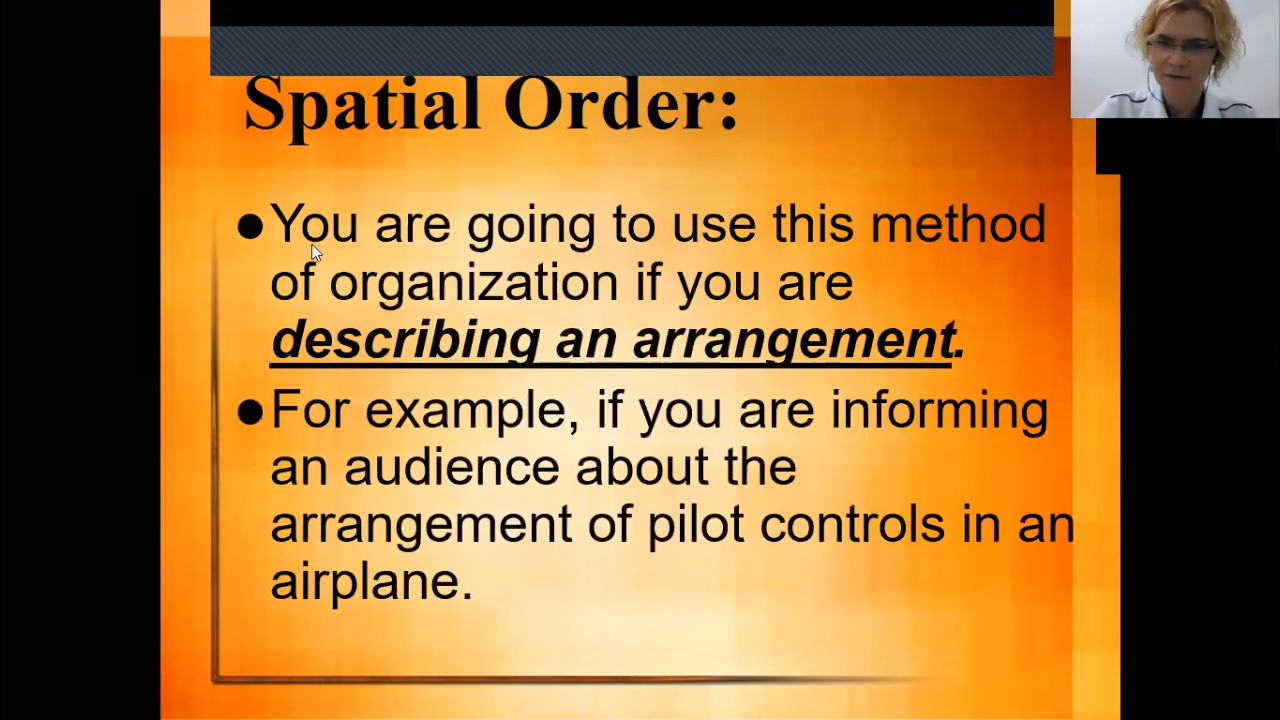 Spatial Order:
● You are going to use this method
of organization if you are
describing an arrangement.
● For example, if you are informing
an audience about the
arrangement of pilot controls in an
airplane.